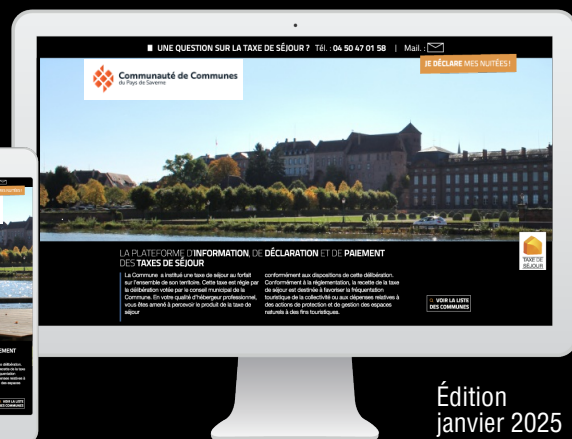 UNE QUESTION SUR LA TAXE DE SÉJOUR ? Tél. : 04 50 47 01 58 | Mail. :
JE DÉCLARE MES NUITÉES !
Communauté de Communes
du Pays de Saverne
LA PLATEFORME D'INFORMATION, DE DÉCLARATION ET DE PAIEMENT
DES TAXES DE SÉJOUR
La Commune a institué une taxe de séjour au forfait
sur l'ensemble de son territoire. Cette taxe est régie par
la délibération votée par le conseil municipal de la
Commune. En votre qualité d'hébergeur professionnel,
vous êtes amené à percevoir le produit de la taxe de
séjour
conformément aux dispositions de cette délibération.
Conformément à la réglementation, la recette de la taxe
de séjour est destinée à favoriser la fréquentation
touristique de la collectivité ou aux dépenses relatives à
des actions de protection et de gestion des espaces
naturels à des fins touristiques.
TAXE DE
SÉJOUR
VOIR LA LISTE
DES COMMUNES
Édition
janvier 2025